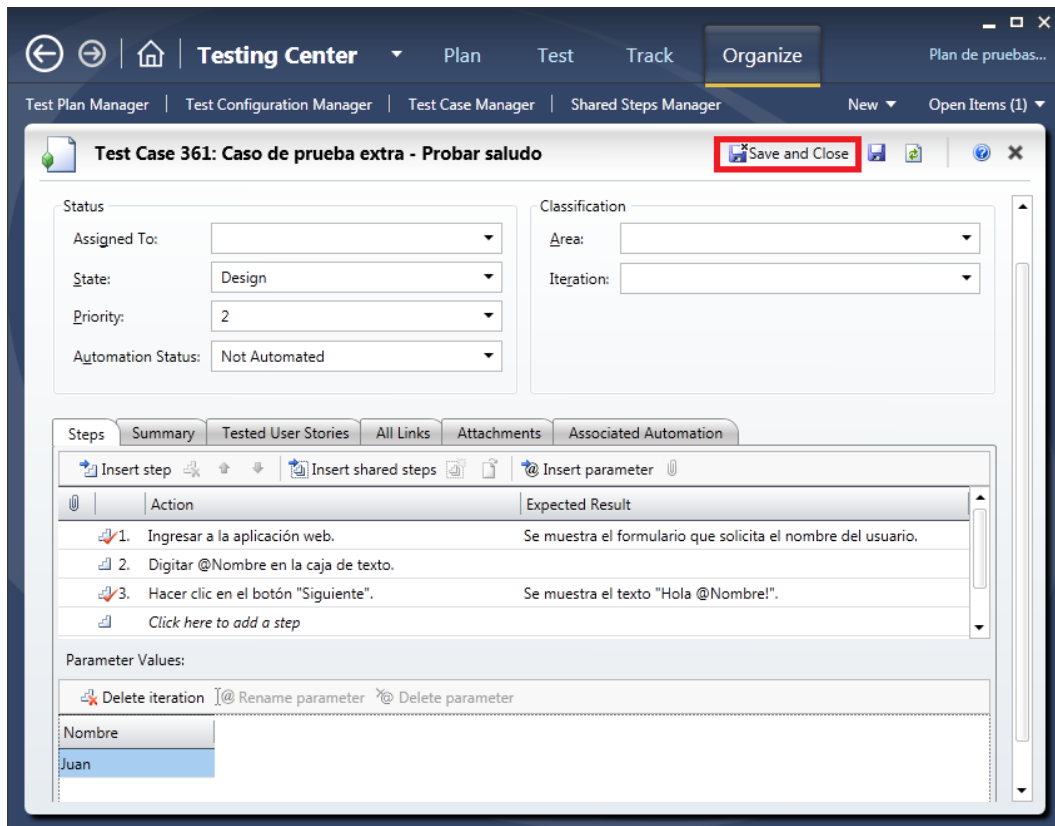 Testing Center Plan Test Track Organize Plan de pruebas...
Test Plan Manager Test Configuration Manager Test Case Manager Shared Steps Manager New Open Items (1)
Test Case 361: Caso de prueba extra - Probar saludo Save and Close
Status Classification
Assigned To: Area:
State: Design Iteration:
Priority: 2
Automation Status: Not Automated
Steps Summary Tested User Stories All Links Attachments Associated Automation
Insert step Insert shared steps @ Insert parameter
Action Expected Result
1. Ingresar a la aplicación web. Se muestra el formulario que solicita el nombre del usuario.
2. Digitar @Nombre en la caja de texto.
3. Hacer clic en el botón "Siguiente". Se muestra el texto "Hola @Nombre!".
Click here to add a step
Parameter Values:
Delete iteration @ Rename parameter @ Delete parameter
Nombre
Juan